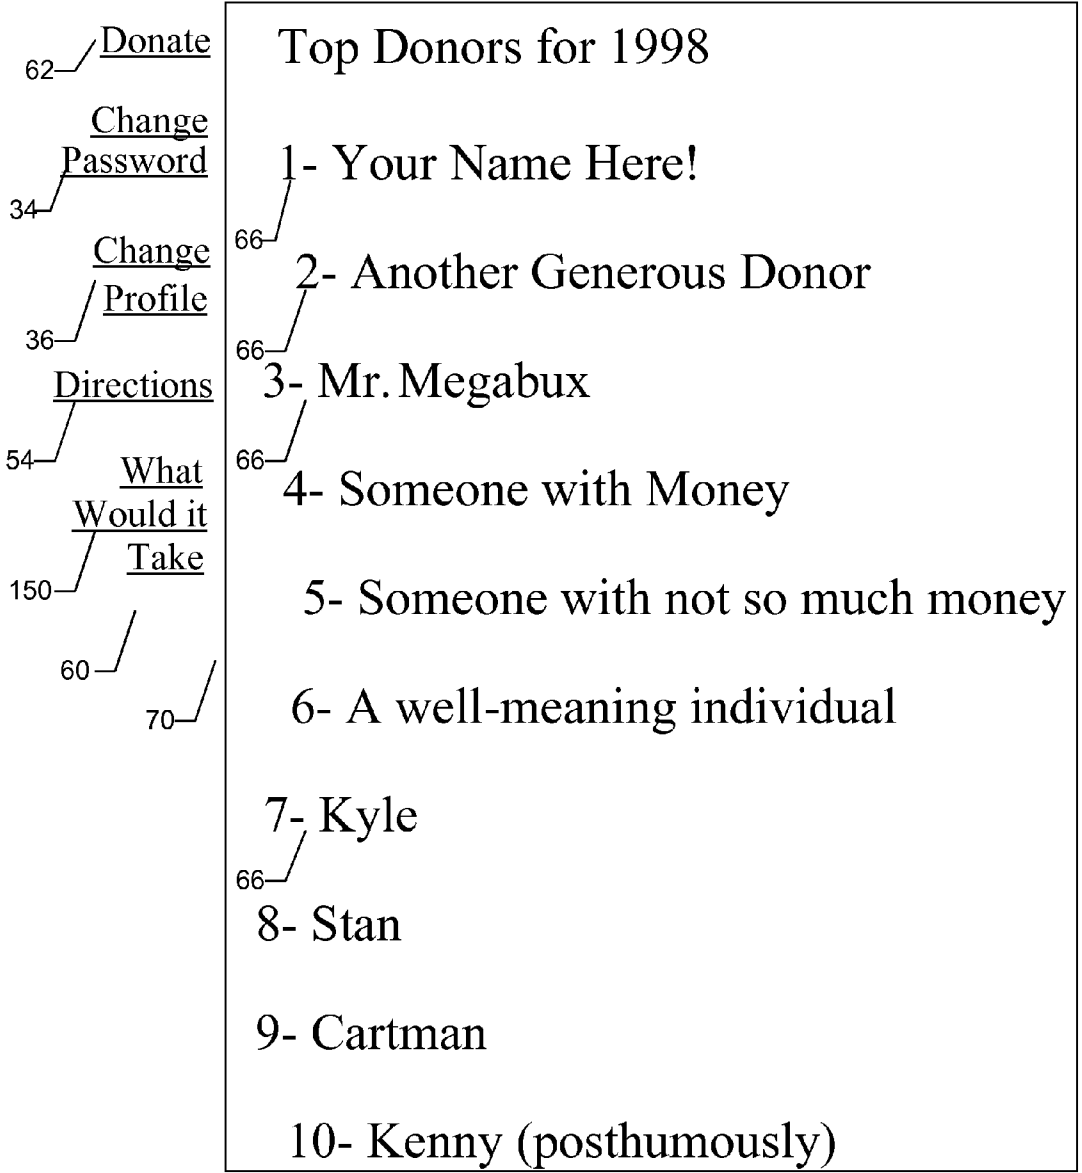 Donate
62
Change
Password
34
Change
Profile
36
Directions
54
What
Would it
Take
150
60
70
Top Donors for 1998
1- Your Name Here!
66
2- Another Generous Donor
66
3- Mr. Megabux
66
4- Someone with Money
5- Someone with not so much money
6- A well-meaning individual
7- Kyle
66
8- Stan
9- Cartman
10- Kenny (posthumously)